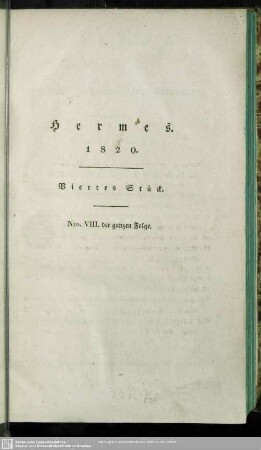 Hermes.
1820.
Viertes Stück.
Nro. VIII. der ganzen Folge.